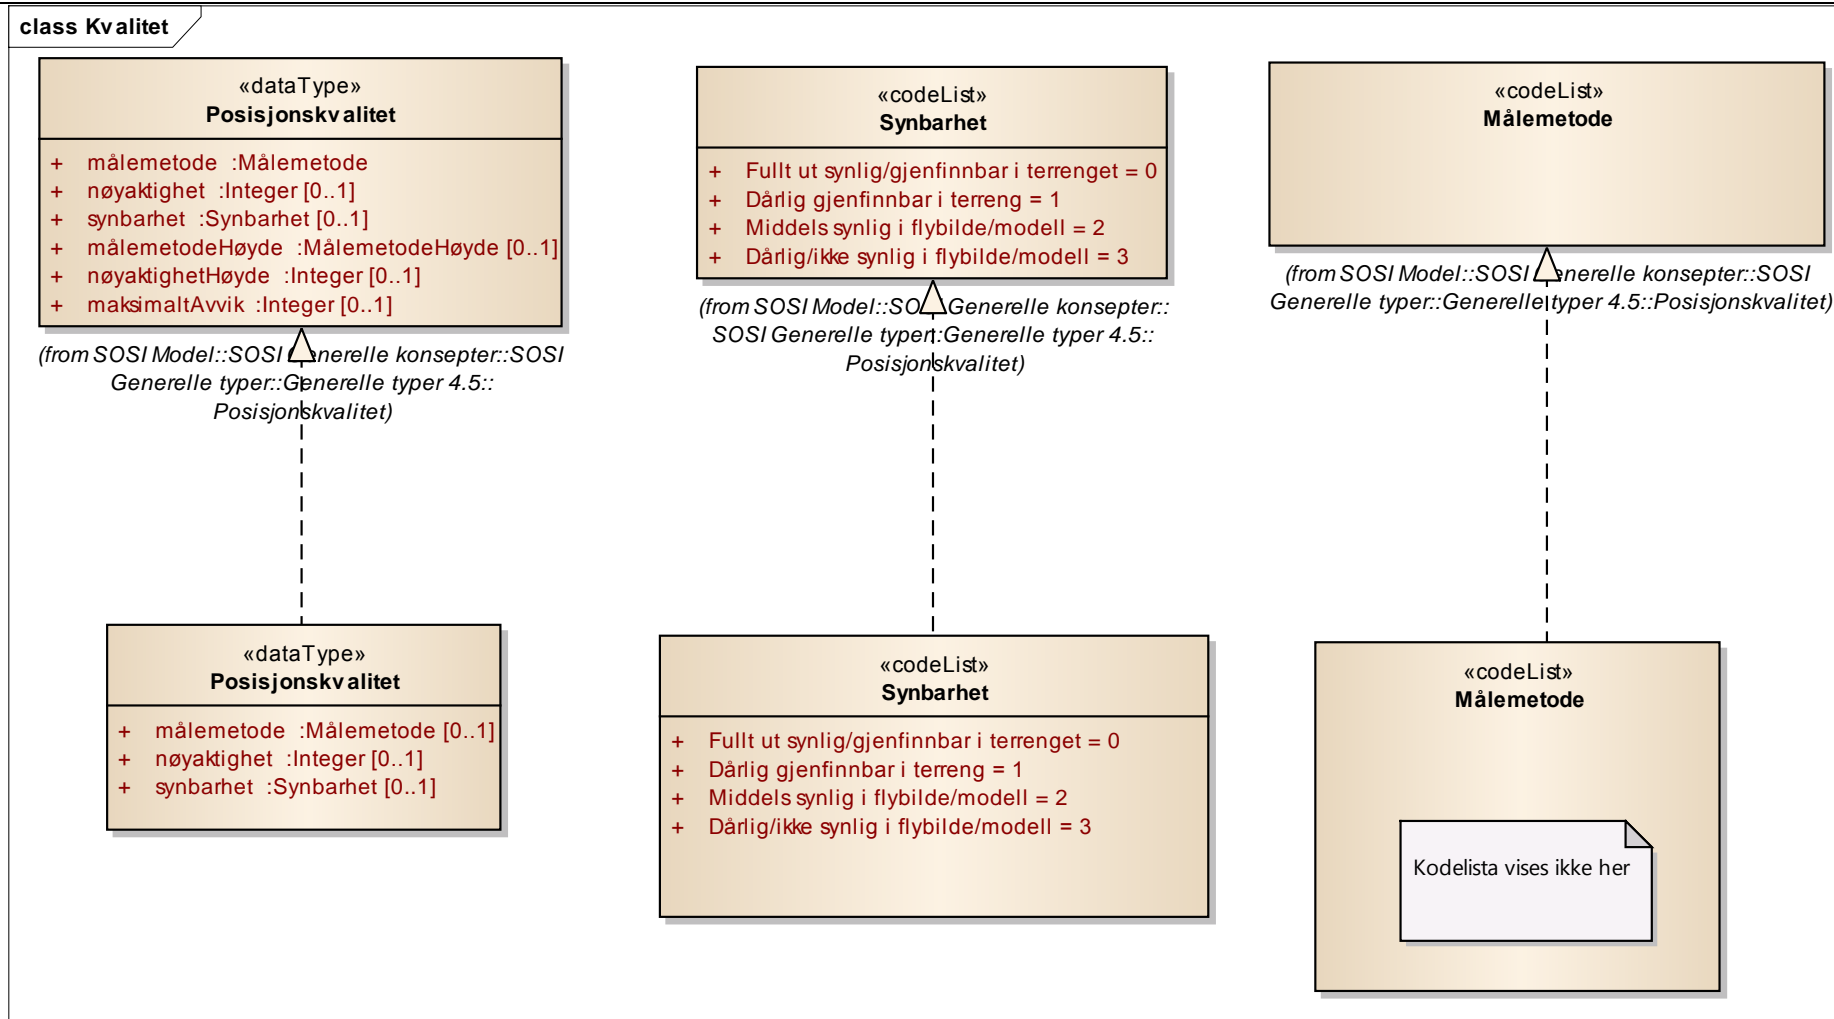 class Kvalitet
«dataType»
Posisjonskvalitet
+ målemetode :Målemetode
+ nøyaktighet :Integer [0..1]
+ synbarhet :Synbarhet [0..1]
+ målemetodeHøyde :MålemetodeHøyde [0..1]
+ nøyaktighetHøyde :Integer [0..1]
+ maksimaltAvvik :Integer [0..1]
(from SOSI Model::SOSI Generelle konsepter::SOSI
Generelle typer::Generelle typer 4.5::
Posisjonskvalitet)
«codeList»
Synbarhet
+ Fullt ut synlig/gjenfinnbar i terrenget = 0
+ Dårlig gjenfinnbar i terreng = 1
+ Middels synlig i flybilde/modell = 2
+ Dårlig/ikke synlig i flybilde/modell = 3
(from SOSI Model::SOSI Generelle konsepter::
SOSI Generelle typer::Generelle typer 4.5::
Posisjonskvalitet)
«codeList»
Målemetode
(from SOSI Model::SOSI Generelle konsepter::SOSI
Generelle typer::Generelle typer 4.5::Posisjonskvalitet)
«dataType»
Posisjonskvalitet
+ målemetode :Målemetode [0..1]
+ nøyaktighet :Integer [0..1]
+ synbarhet :Synbarhet [0..1]
«codeList»
Synbarhet
+ Fullt ut synlig/gjenfinnbar i terrenget = 0
+ Dårlig gjenfinnbar i terreng = 1
+ Middels synlig i flybilde/modell = 2
+ Dårlig/ikke synlig i flybilde/modell = 3
«codeList»
Målemetode
Kodelista vises ikke her